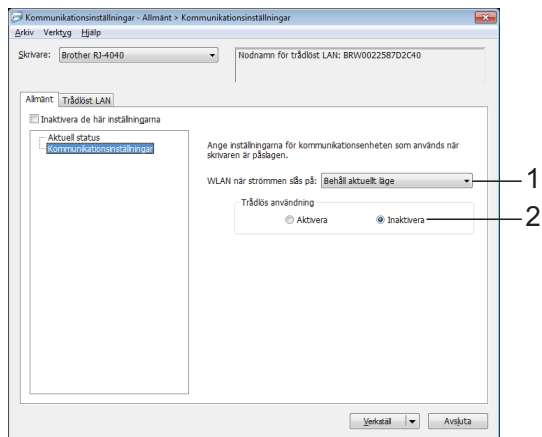 Kommunikationsinställningar - Allmänt > Kommunikationsinställningar
Arkiv Verktyg Hjälp
Skrivare: Brother RJ-4040
Nodnamn för trådlöst LAN: BRW0022587D2C40
Allmänt Trådlöst LAN
Inaktivera de här inställningarna
Aktuell status
Kommunikationsinställningar
Ange inställningarna för kommunikationsenheten som används när
skrivaren är påslagen.
WLAN när strömmen slås på: Behåll aktuellt läge
1
Trådlös användning
Aktivera Inaktivera
2
Verkställ Avsluta